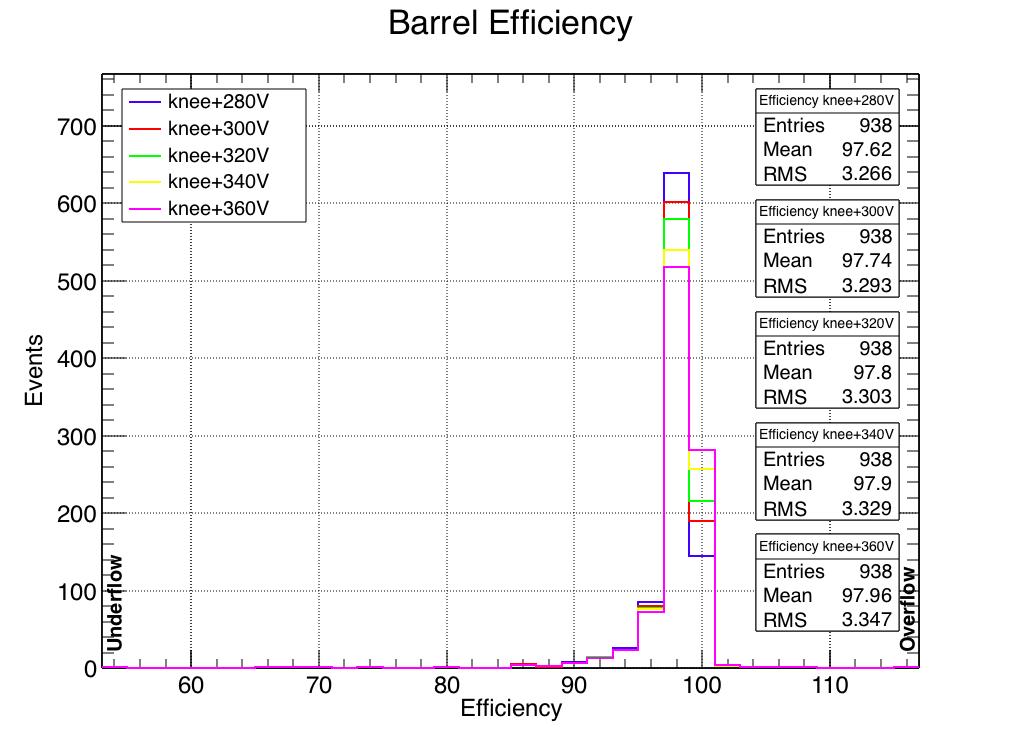 Barrel Efficiency
knee+280V
knee+300V
knee+320V
knee+340V
knee+360V
Efficiency knee+280V
Entries 938
Mean 97.62
RMS 3.266
Efficiency knee+300V
Entries 938
Mean 97.74
RMS 3.293
Efficiency knee+320V
Entries 938
Mean 97.8
RMS 3.303
Efficiency knee+340V
Entries 938
Mean 97.9
RMS 3.329
Efficiency knee+360V
Entries 938
Mean 97.96
RMS 3.347
Events
700
600
500
400
300
200
100
0
Underflow
Overflow
60 70 80 90 100 110
Efficiency